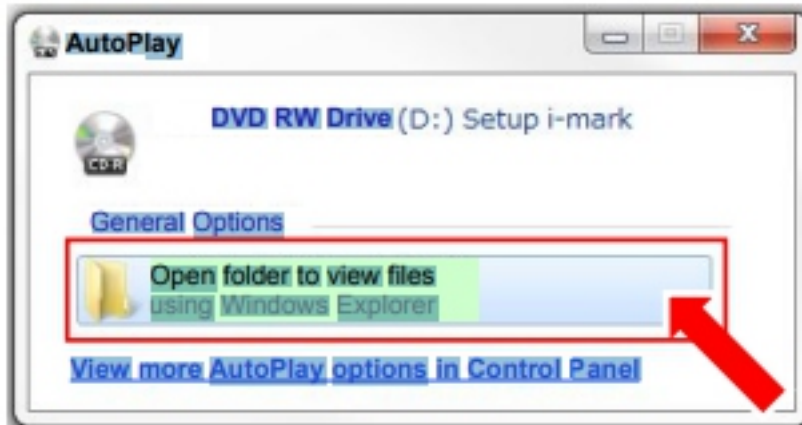 AutoPlay
DVD RW Drive (D:) Setup i-mark
CD-R
General Options
Open folder to view files
using Windows Explorer
View more AutoPlay options in Control Panel